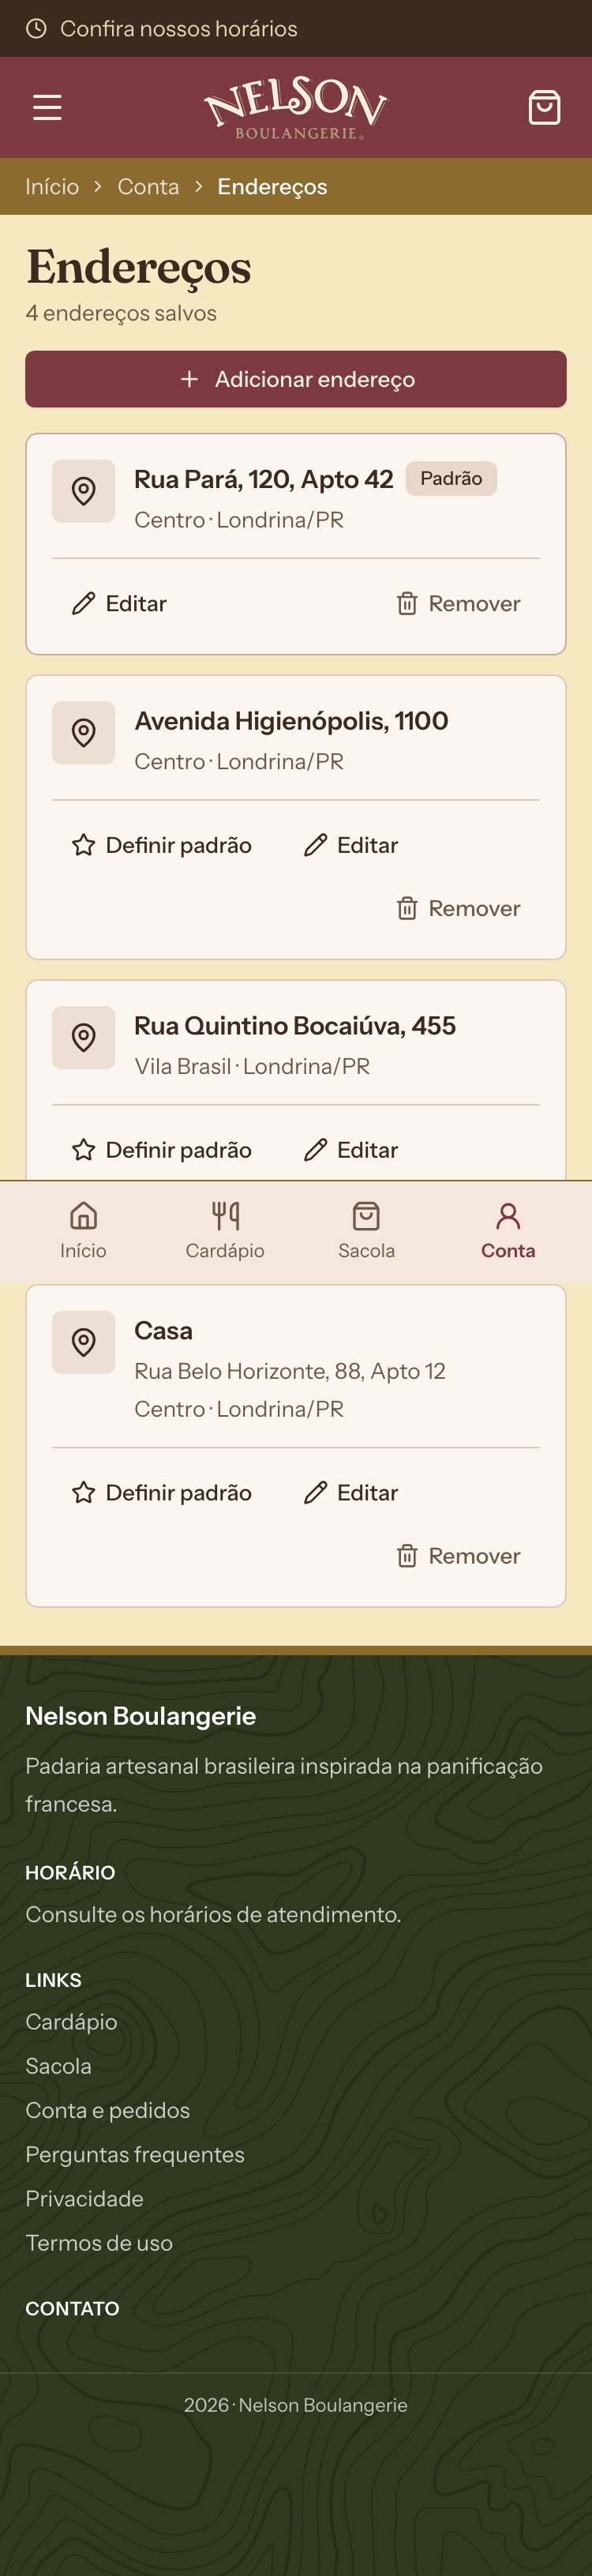 Confira nossos horários
NELSON
BOULANGERIE
Início > Conta > Endereços
Endereços
4 endereços salvos
+ Adicionar endereço
Rua Pará, 120, Apto 42 Padrão
Centro · Londrina/PR
Editar Remover
Avenida Higienópolis, 1100
Centro · Londrina/PR
Definir padrão Editar
Remover
Rua Quintino Bocaiúva, 455
Vila Brasil · Londrina/PR
Definir padrão Editar
Início Cardápio Sacola Conta
Casa
Rua Belo Horizonte, 88, Apto 12
Centro · Londrina/PR
Definir padrão Editar
Remover
Nelson Boulangerie
Padaria artesanal brasileira inspirada na panificação
francesa.
HORÁRIO
Consulte os horários de atendimento.
LINKS
Cardápio
Sacola
Conta e pedidos
Perguntas frequentes
Privacidade
Termos de uso
CONTATO
2026 · Nelson Boulangerie